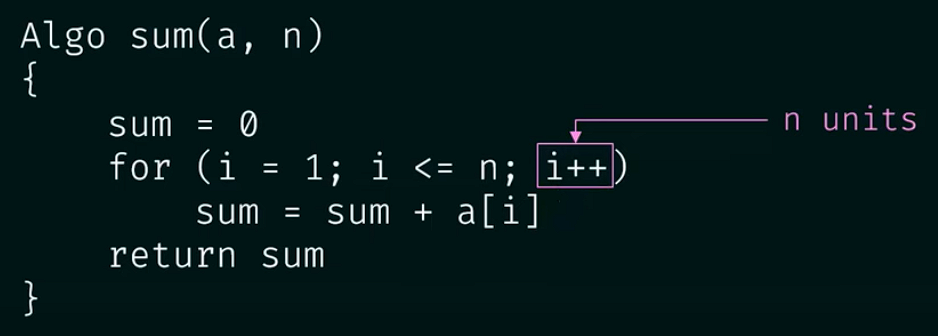 Algo sum(a, n)
{
sum = 0
n units
for (i = 1; i <= n; i++)
sum = sum + a[i]
return sum
}